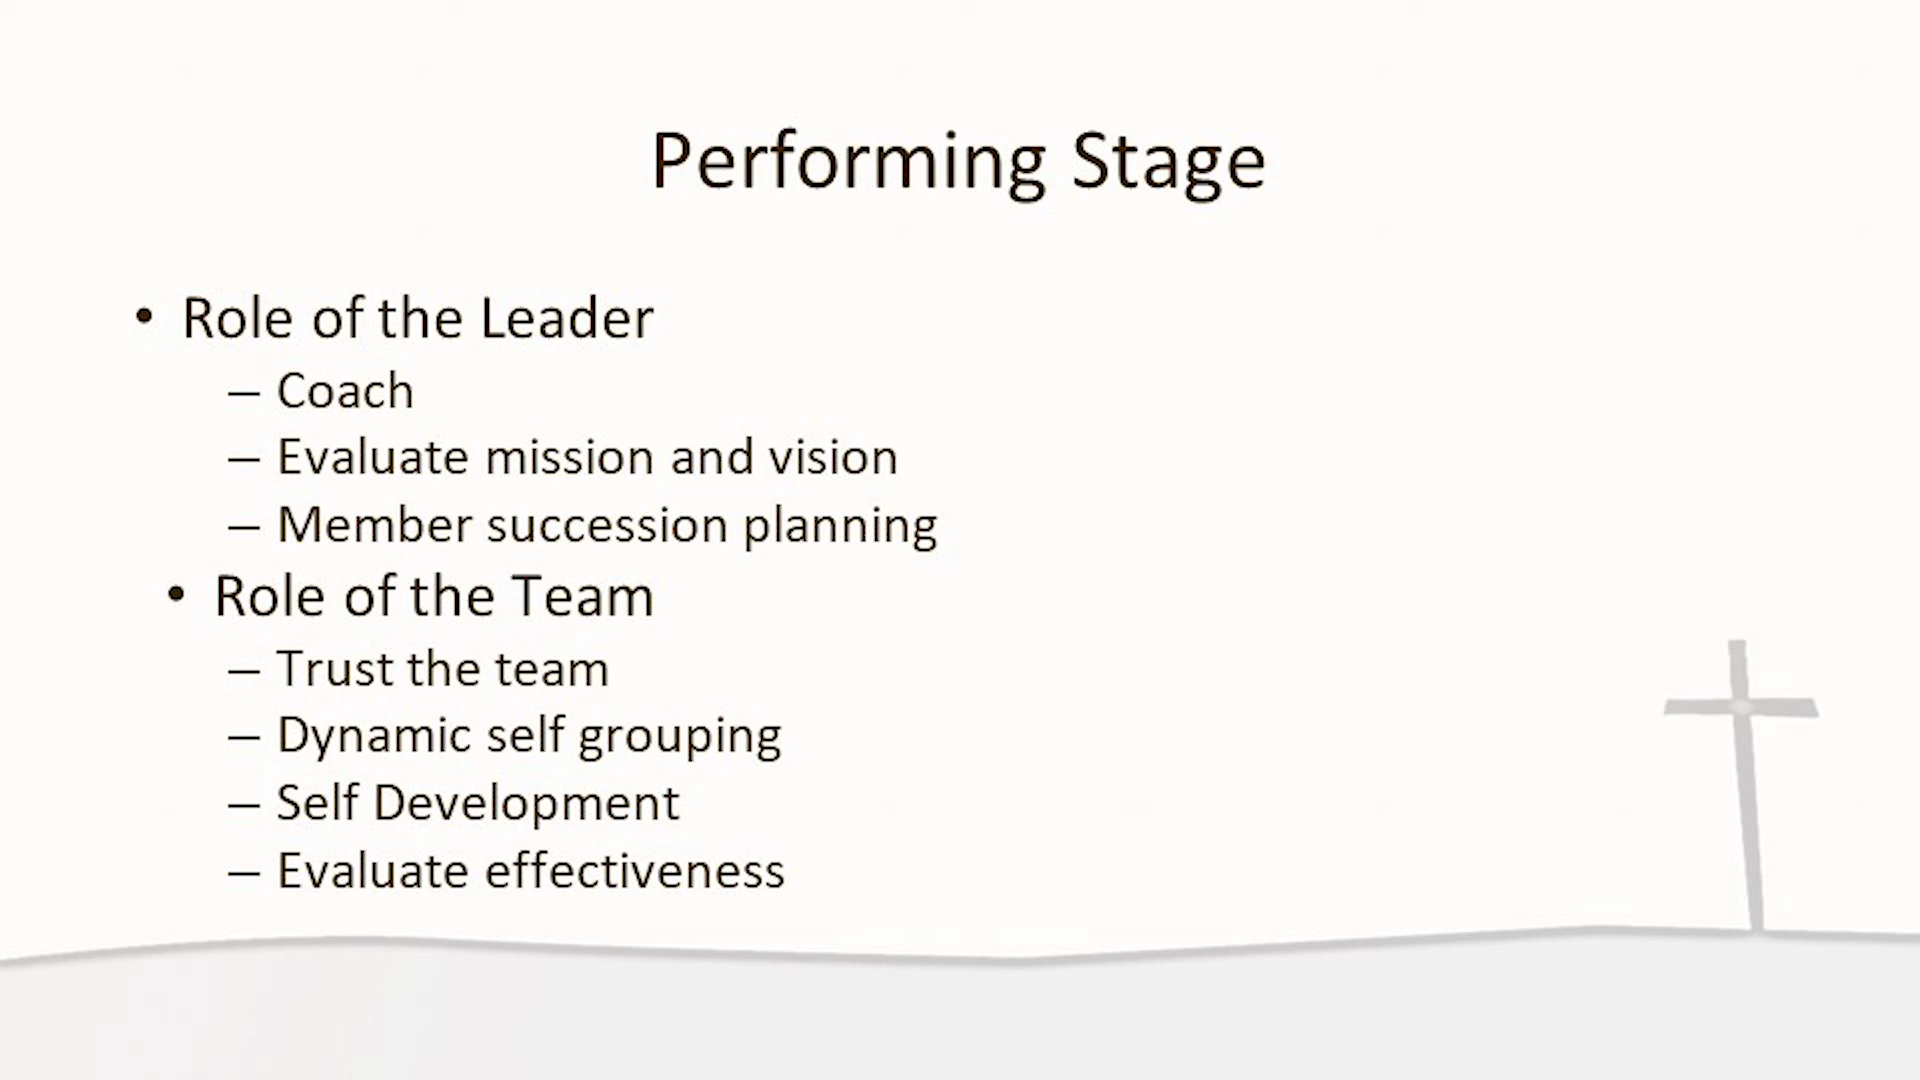 Performing Stage
• Role of the Leader
– Coach
– Evaluate mission and vision
– Member succession planning
• Role of the Team
– Trust the team
– Dynamic self grouping
– Self Development
– Evaluate effectiveness